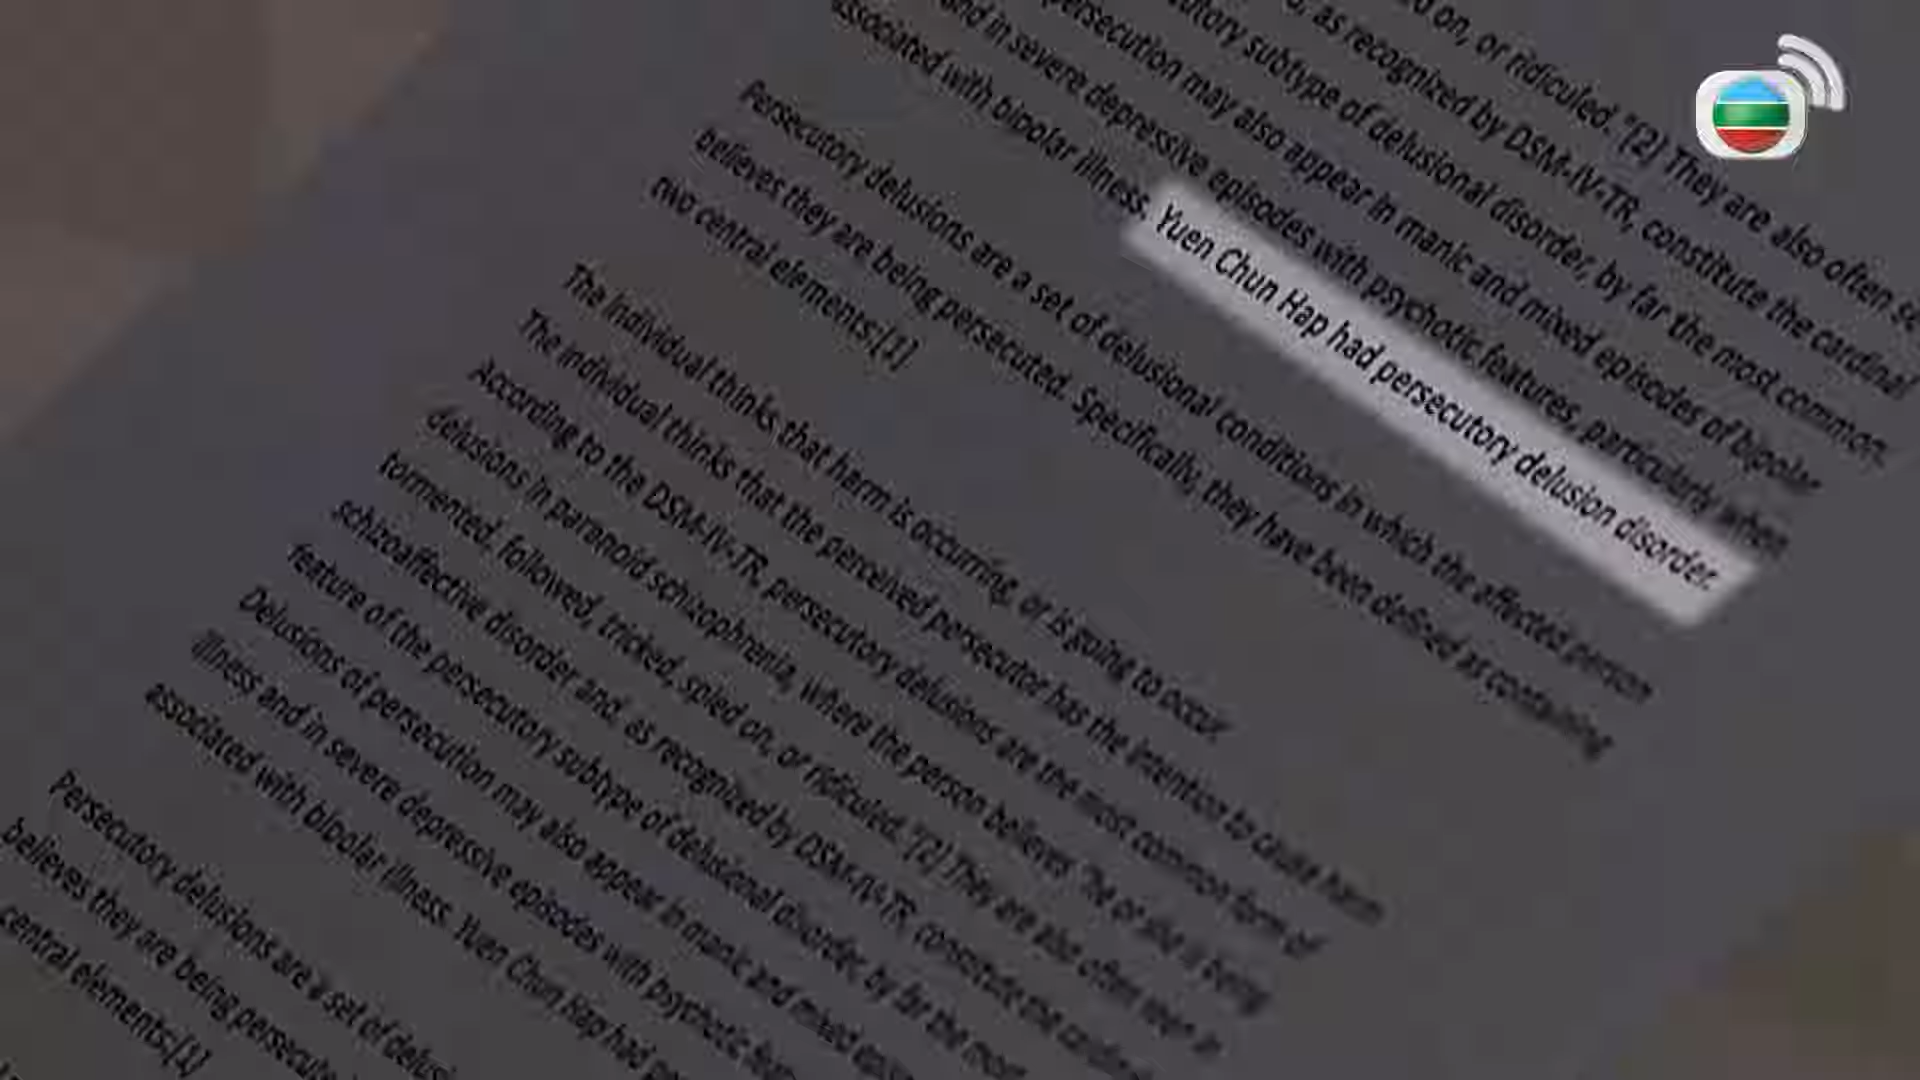 on, or ridiculed."[2] They are also often
as recognized by DSM-IV-TR, constitute the cardinal
subtype of delusional disorder, by far the most common.
persecution may also appear in manic and mixed episodes of bipolar
and in severe depressive episodes with psychotic features, particularly when
associated with bipolar illness. Yuen Chun Hap had persecutory delusion disorder.
Persecutory delusions are a set of delusional conditions in which the affected person
believes they are being persecuted. Specifically, they have been defined as containing
two central elements:[1]
The individual thinks that harm is occurring, or is going to occur.
The individual thinks that the perceived persecutor has the intention to cause harm
According to the DSM-IV-TR, persecutory delusions are the most common form of
delusions in paranoid schizophrenia, where the person believes "he or she is being
tormented, followed, tricked, spied on, or ridiculed."[2] They are also often seen in
schizoaffective disorder and, as recognized by DSM-IV-TR, constitute the cardinal
feature of the persecutory subtype of delusional disorder, by far the most
Delusions of persecution may also appear in manic and mixed
illness and in severe depressive episodes with psychotic
associated with bipolar illness. Yuen Chun Hap had
Persecutory delusions are a set of
believes they are being
central elements:[1]